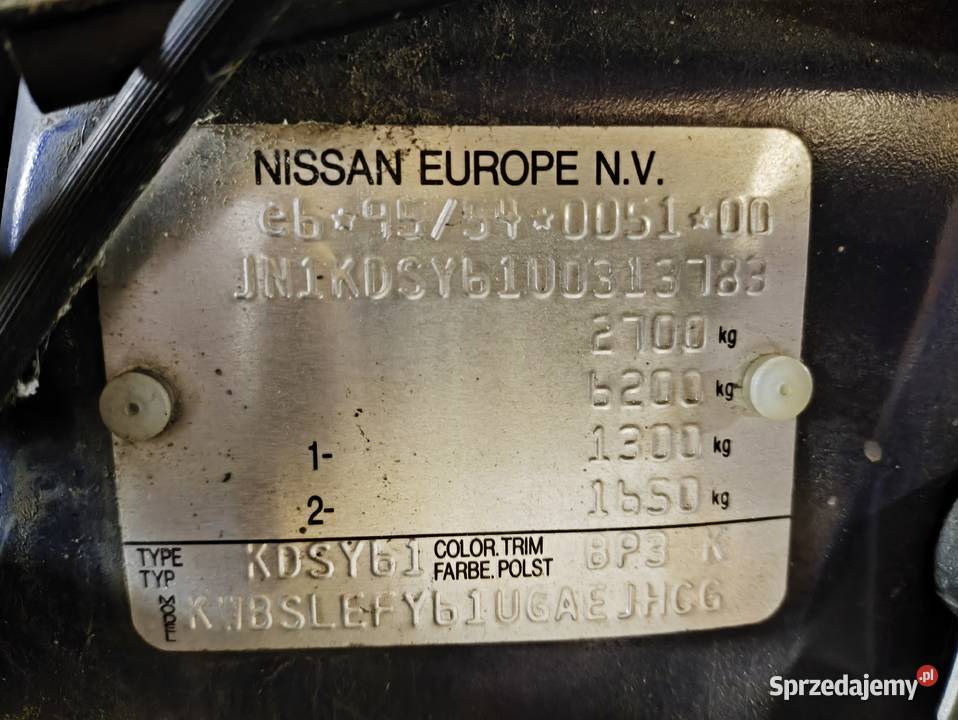 NISSAN EUROPE N.V.
e6*95/54*0051*00
JN1KDSY61U0313783
2700 kg
6200 kg
1- 1300 kg
2- 1650 kg
TYPE TYP KDSY61 COLOR.TRIM FARBE.POLST BP3 K
MODEL KWBSLEFY61UGAEJHCG
Sprzedajemy.pl